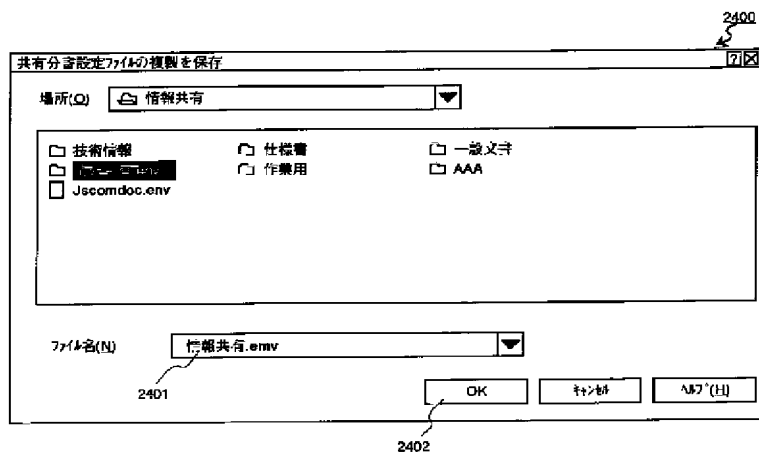 2400
共有分書設定ファイルの複製を保存
場所(O) 情報共有
技術情報 仕様書 一般文字
作業用 AAA
Jscomdoc.env
ファイル名(N) 情報共有.emv
2401
OK キャンセル ヘルプ(H)
2402